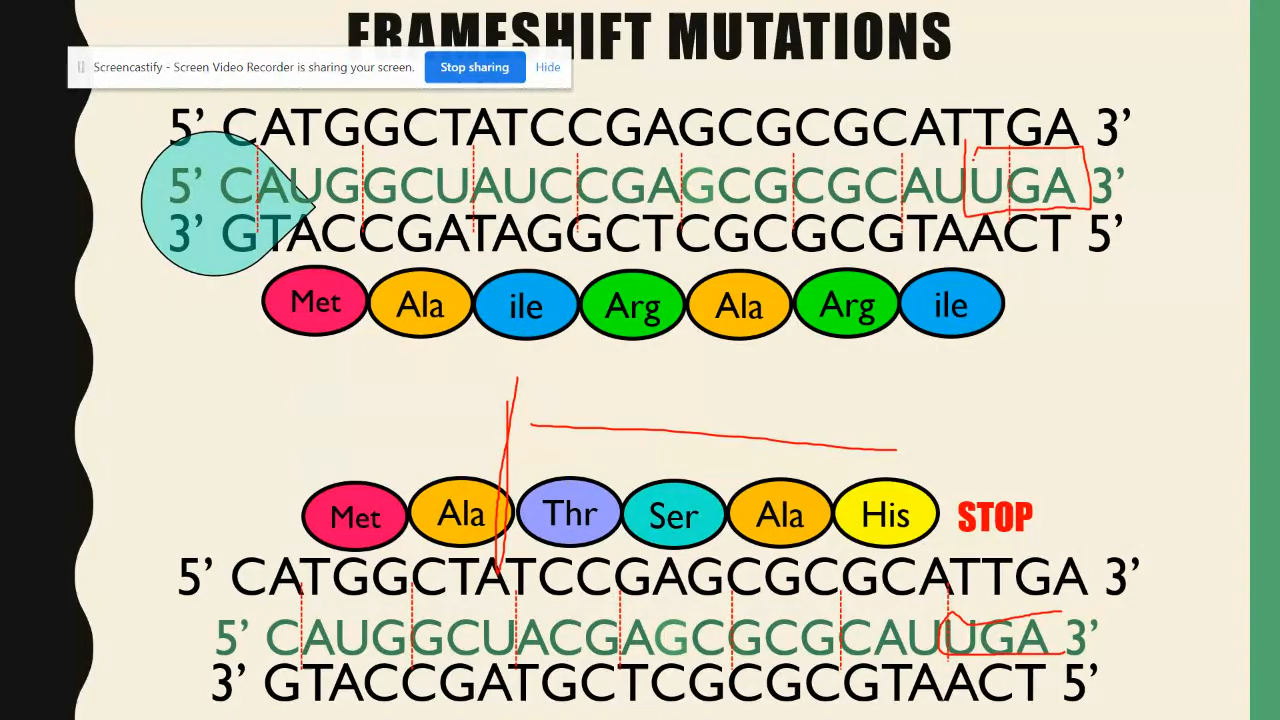 FRAMESHIFT MUTATIONS
Screencastify - Screen Video Recorder is sharing your screen. Stop sharing Hide
5’ CATGGCTATCCGAGCGCGCATTGA 3’
5’ CAUGGCUAUCCGAGCGCGCAUUGA 3’
3’ GTACCGATAGGCTCGCGCGTAACT 5’
Met Ala ile Arg Ala Arg ile
Met Ala Thr Ser Ala His STOP
5’ CATGGCTATCCGAGCGCGCATTGA 3’
5’ CAUGGCUACGAGCGCGCAUUGA 3’
3’ GTACCGATGCTCGCGCGTAACT 5’